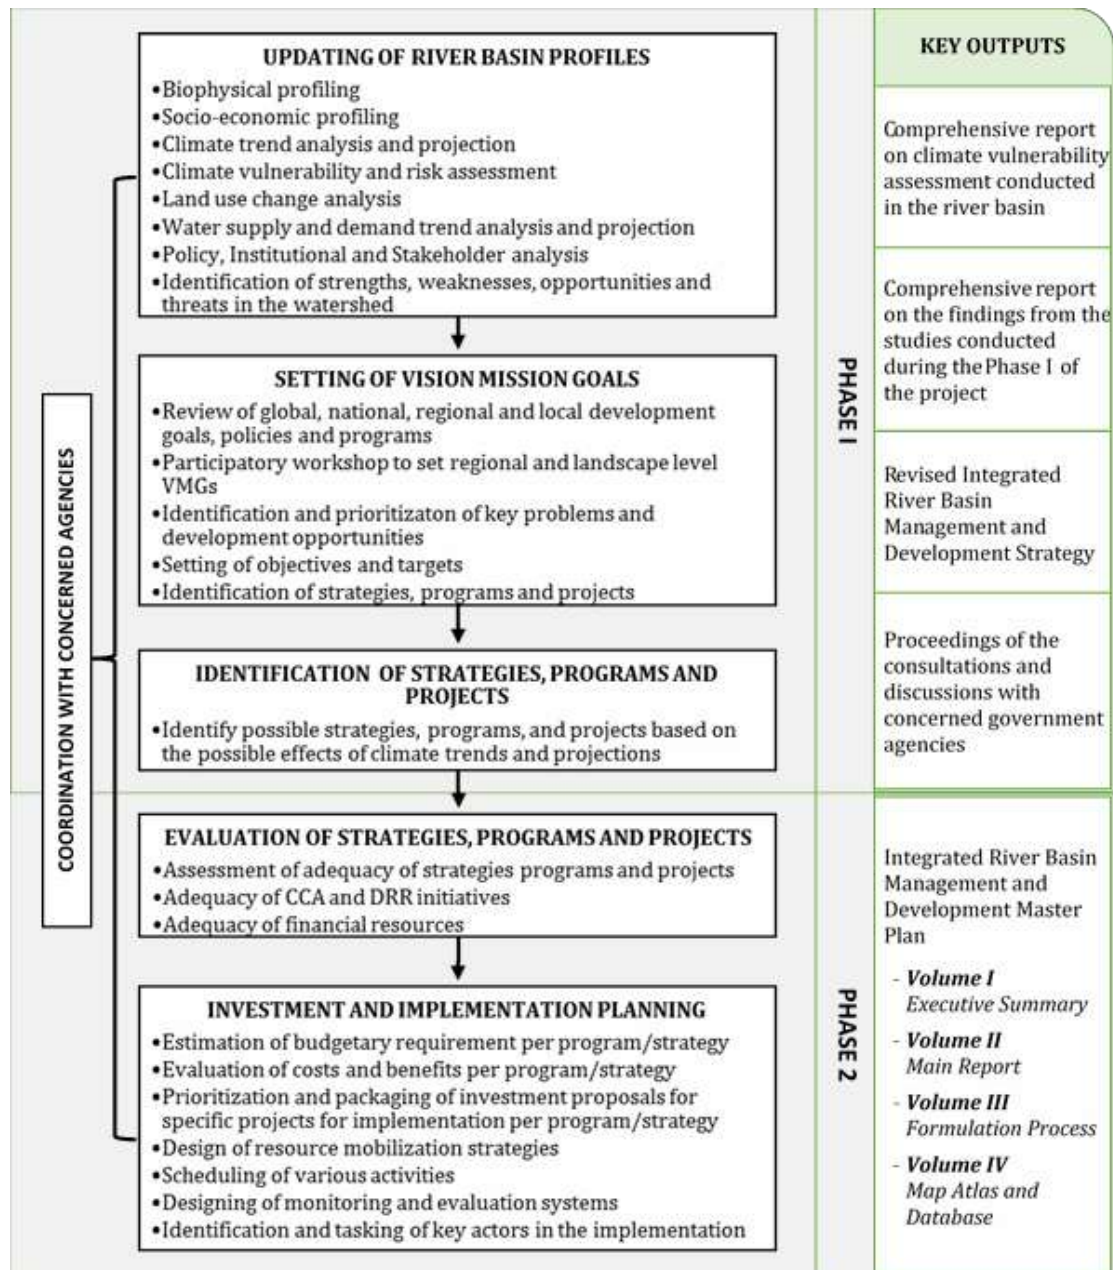 COORDINATION WITH CONCERNED AGENCIES
UPDATING OF RIVER BASIN PROFILES
•Biophysical profiling
•Socio-economic profiling
•Climate trend analysis and projection
•Climate vulnerability and risk assessment
•Land use change analysis
•Water supply and demand trend analysis and projection
•Policy, Institutional and Stakeholder analysis
•Identification of strengths, weaknesses, opportunities and
threats in the watershed
SETTING OF VISION MISSION GOALS
•Review of global, national, regional and local development
goals, policies and programs
•Participatory workshop to set regional and landscape level
VMGs
•Identification and prioritizaton of key problems and
development opportunities
•Setting of objectives and targets
•Identification of strategies, programs and projects
IDENTIFICATION OF STRATEGIES, PROGRAMS AND
PROJECTS
•Identify possible strategies, programs, and projects based on
the possible effects of climate trends and projections
EVALUATION OF STRATEGIES, PROGRAMS AND PROJECTS
•Assessment of adequacy of strategies programs and projects
•Adequacy of CCA and DRR initiatives
•Adequacy of financial resources
INVESTMENT AND IMPLEMENTATION PLANNING
•Estimation of budgetary requirement per program/strategy
•Evaluation of costs and benefits per program/strategy
•Prioritization and packaging of investment proposals for
specific projects for implementation per program/strategy
•Design of resource mobilization strategies
•Scheduling of various activities
•Designing of monitoring and evaluation systems
•Identification and tasking of key actors in the implementation
PHASE I
PHASE 2
KEY OUTPUTS
Comprehensive report
on climate vulnerability
assessment conducted
in the river basin
Comprehensive report
on the findings from the
studies conducted
during the Phase I of
the project
Revised Integrated
River Basin
Management and
Development Strategy
Proceedings of the
consultations and
discussions with
concerned government
agencies
Integrated River Basin
Management and
Development Master
Plan
- Volume I
Executive Summary
- Volume II
Main Report
- Volume III
Formulation Process
- Volume IV
Map Atlas and
Database